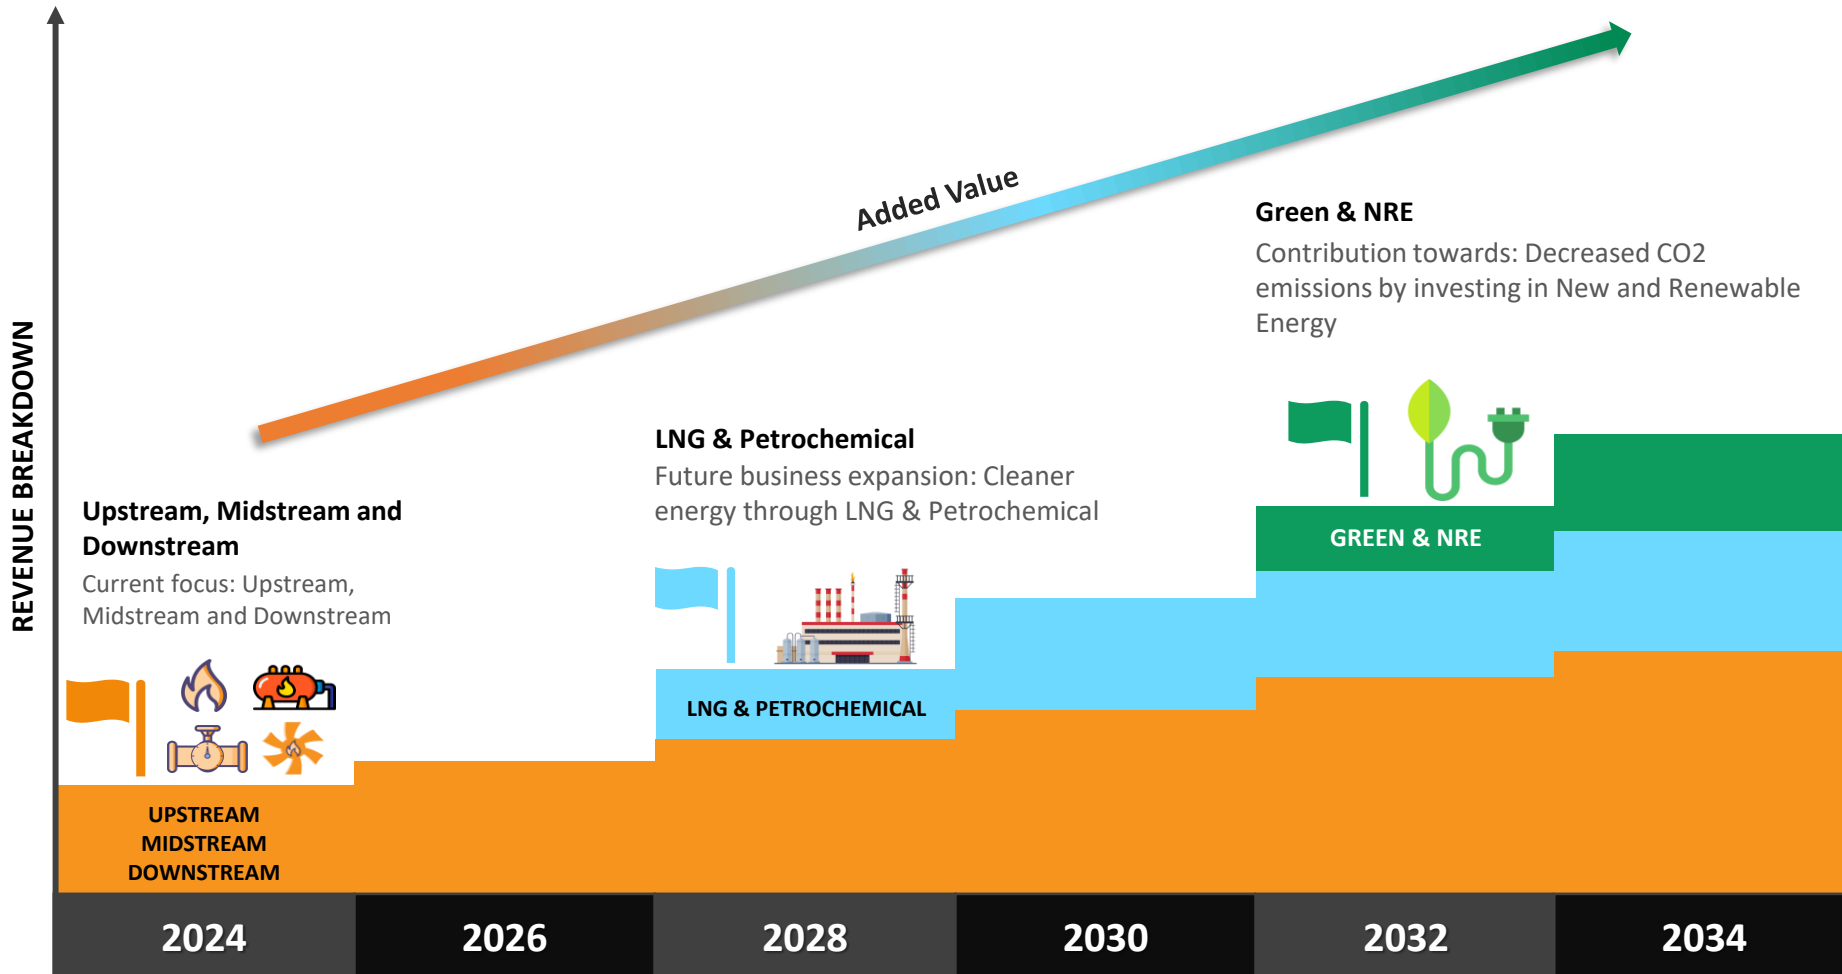 REVENUE BREAKDOWN
Added Value
Upstream, Midstream and
Downstream
Current focus: Upstream,
Midstream and Downstream
UPSTREAM
MIDSTREAM
DOWNSTREAM
LNG & Petrochemical
Future business expansion: Cleaner
energy through LNG & Petrochemical
LNG & PETROCHEMICAL
Green & NRE
Contribution towards: Decreased CO2
emissions by investing in New and Renewable
Energy
GREEN & NRE
2024
2026
2028
2030
2032
2034